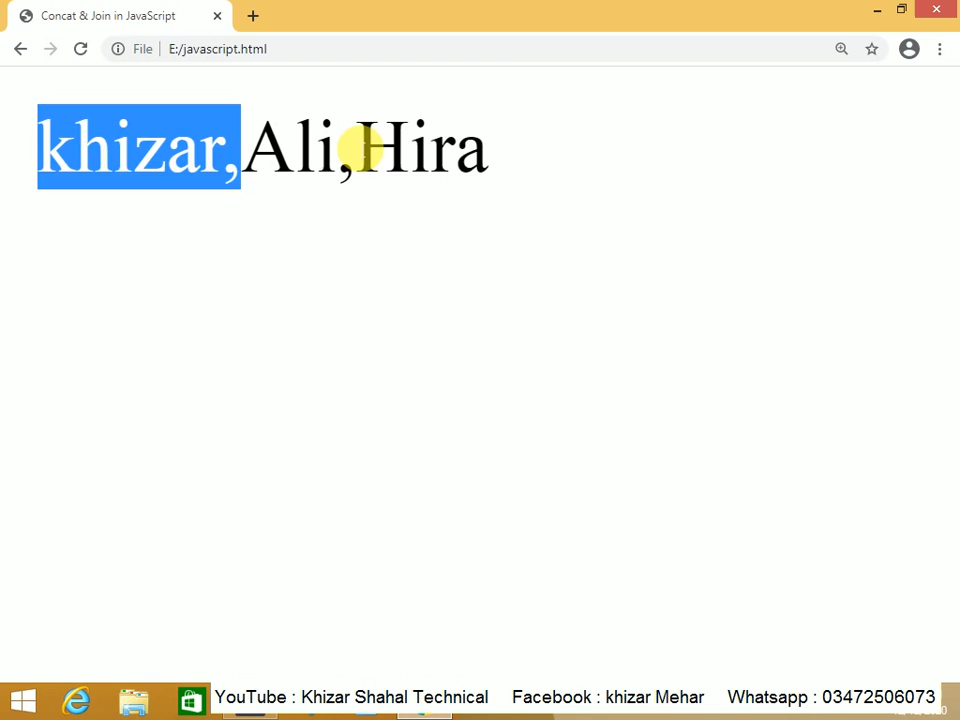 Concat & Join in JavaScript
File E:/javascript.html
khizar,Ali,Hira
YouTube : Khizar Shahal Technical Facebook : khizar Mehar Whatsapp : 03472506073